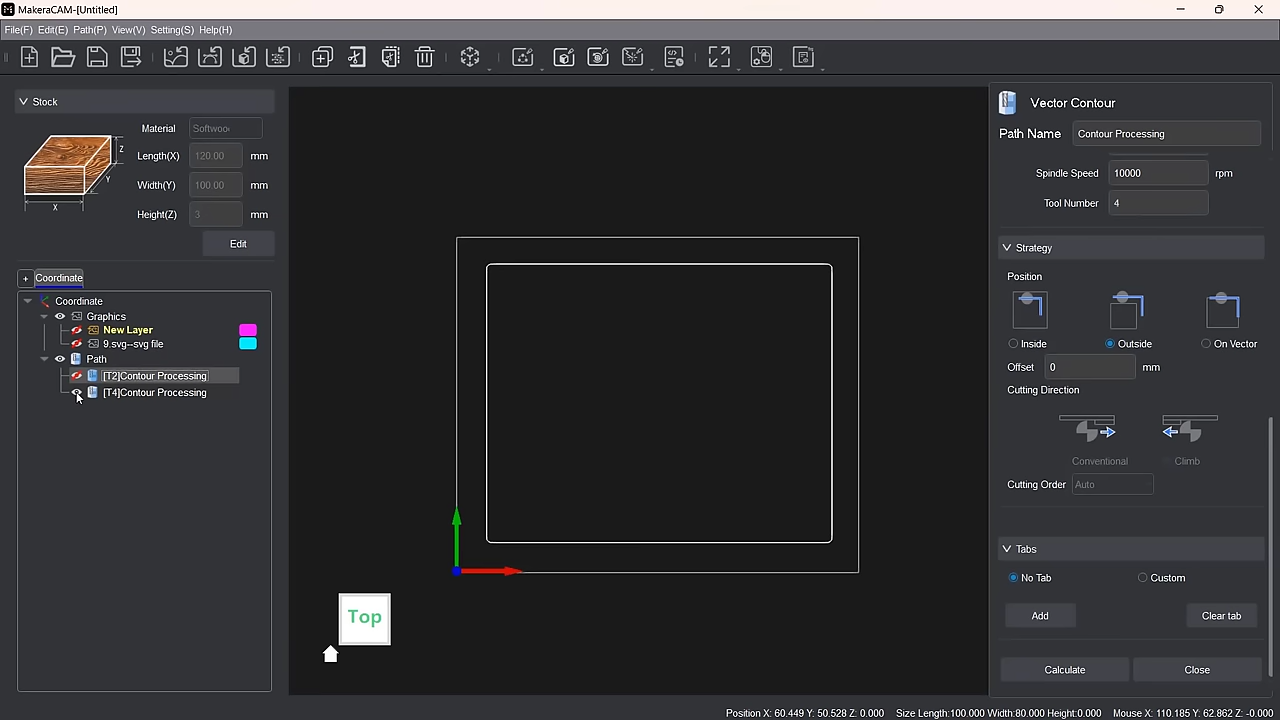 MakeraCAM-[Untitled]
File(F) Edit(E) Path(P) View(V) Setting(S) Help(H)
Stock
Material
Length(X) 120.00 mm
Width(Y) 100.00 mm
Height(Z) 3 mm
Z
Y
X
Edit
+ Coordinate
Coordinate
Graphics
New Layer
9.svg--svg file
Path
[T2]Contour Processing
[T4]Contour Processing
Top
Vector Contour
Path Name Contour Processing
Spindle Speed 10000 rpm
Tool Number 4
Strategy
Position
Inside Outside On Vector
Offset 0 mm
Cutting Direction
Conventional Climb
Cutting Order Auto
Tabs
No Tab Custom
Add Clear tab
Calculate Close
Position X: 60.449 Y: 50.528 Z: 0.000 Size Length:100.000 Width:80.000 Height:0.000 Mouse X: 110.185 Y: 62.862 Z: -0.000